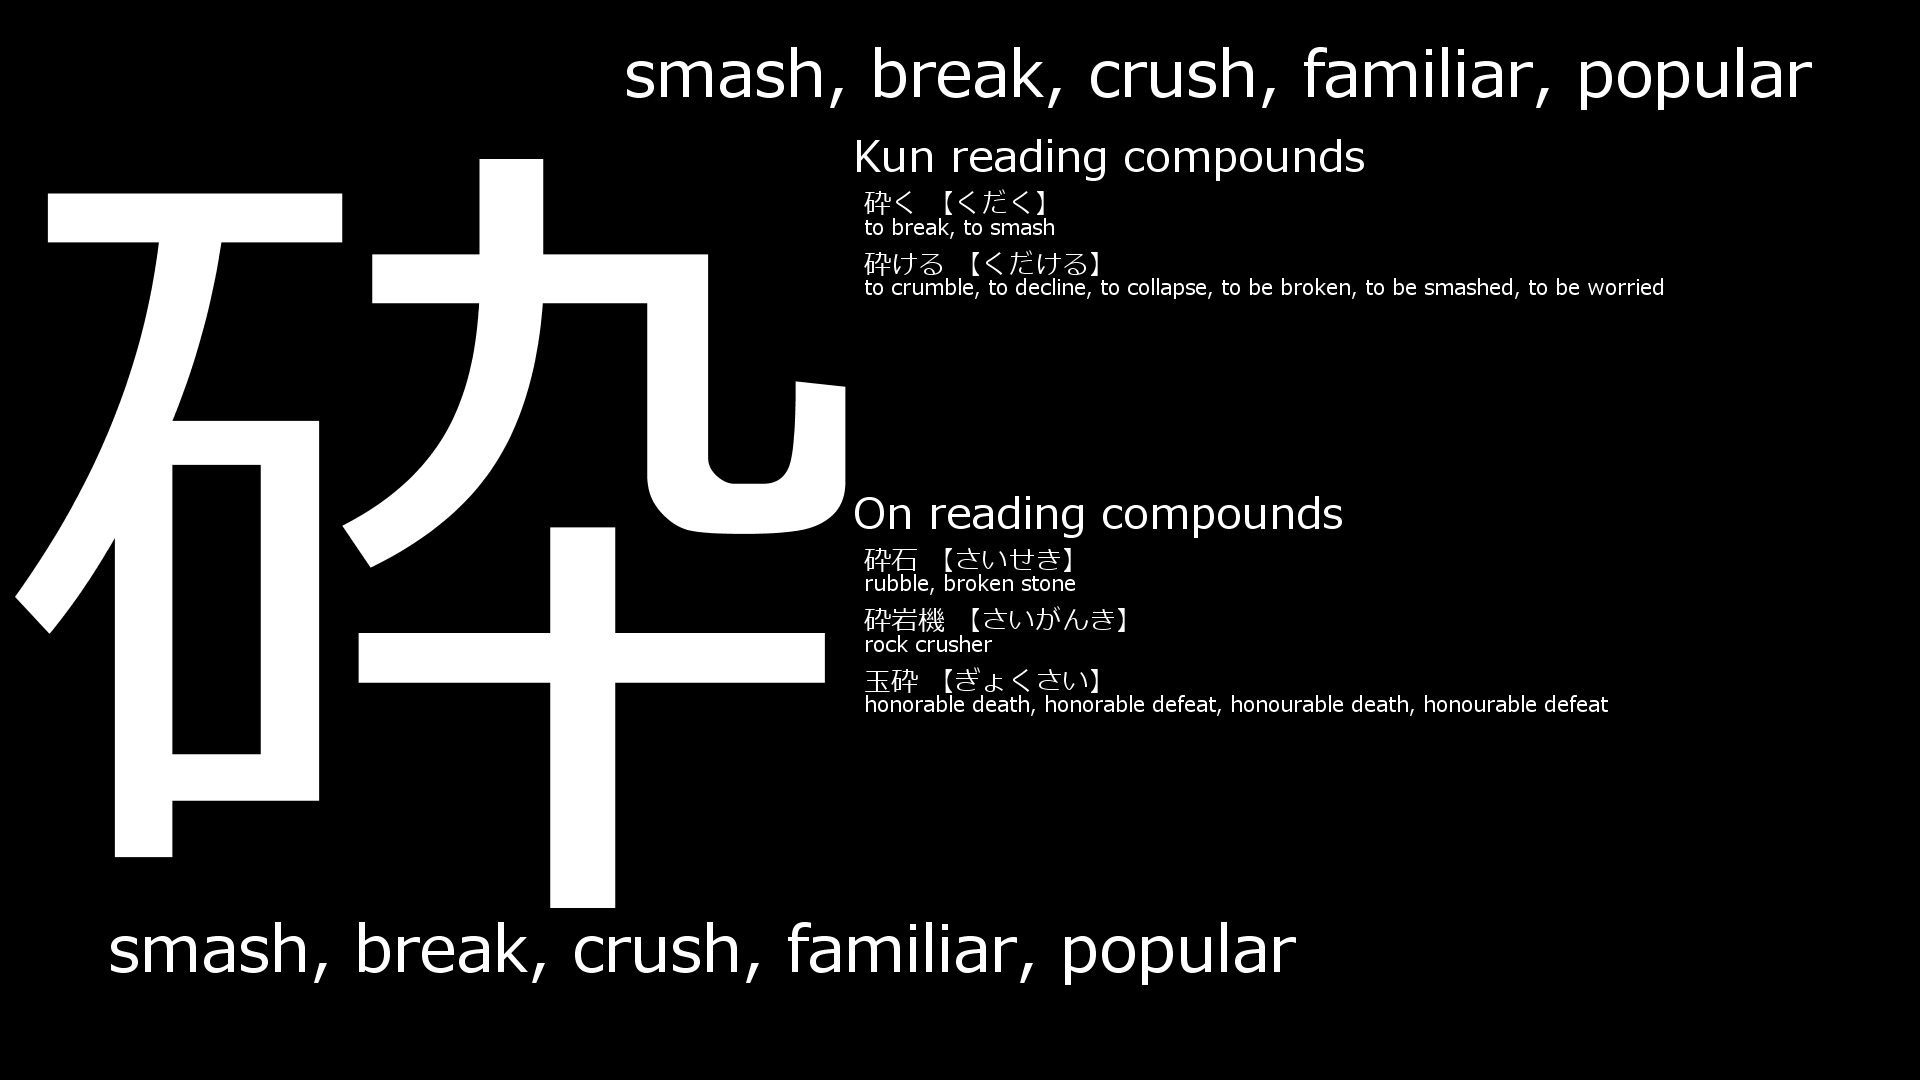 smash, break, crush, familiar, popular
砕
Kun reading compounds
砕く 【くだく】
to break, to smash
砕ける 【くだける】
to crumble, to decline, to collapse, to be broken, to be smashed, to be worried
On reading compounds
砕石 【さいせき】
rubble, broken stone
砕岩機 【さいがんき】
rock crusher
玉砕 【ぎょくさい】
honorable death, honorable defeat, honourable death, honourable defeat
smash, break, crush, familiar, popular